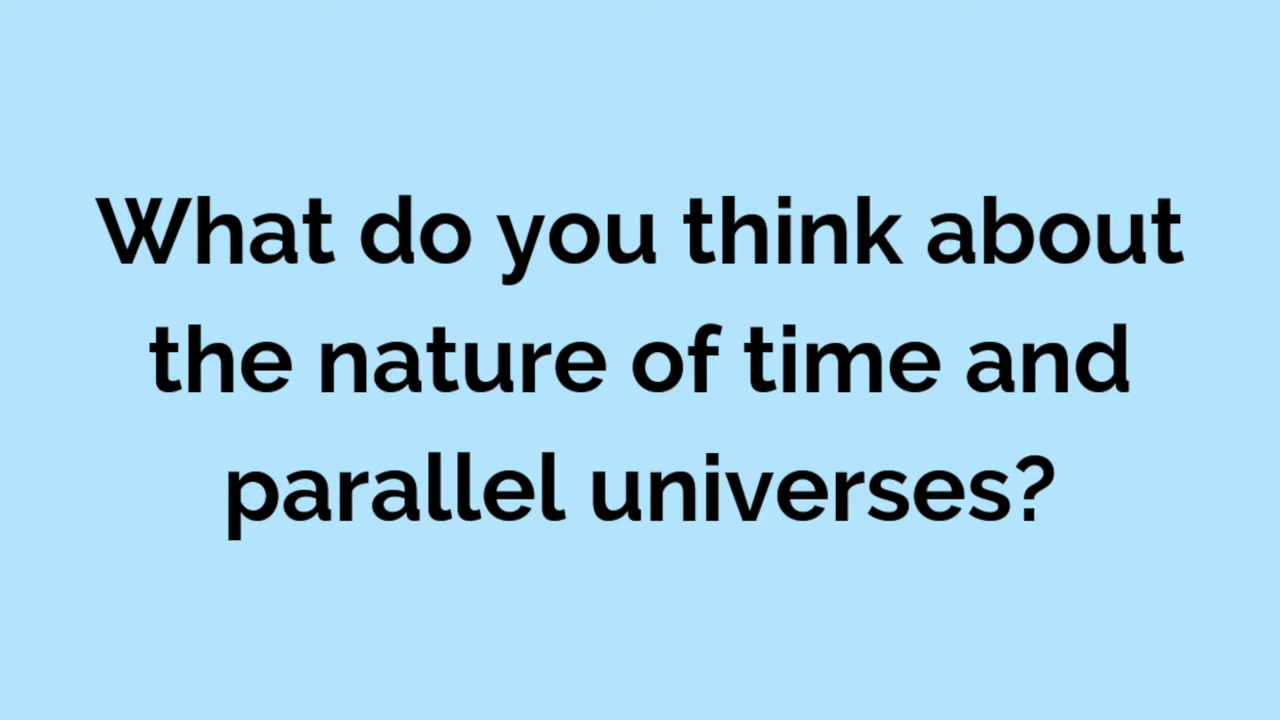 What do you think about
the nature of time and
parallel universes?